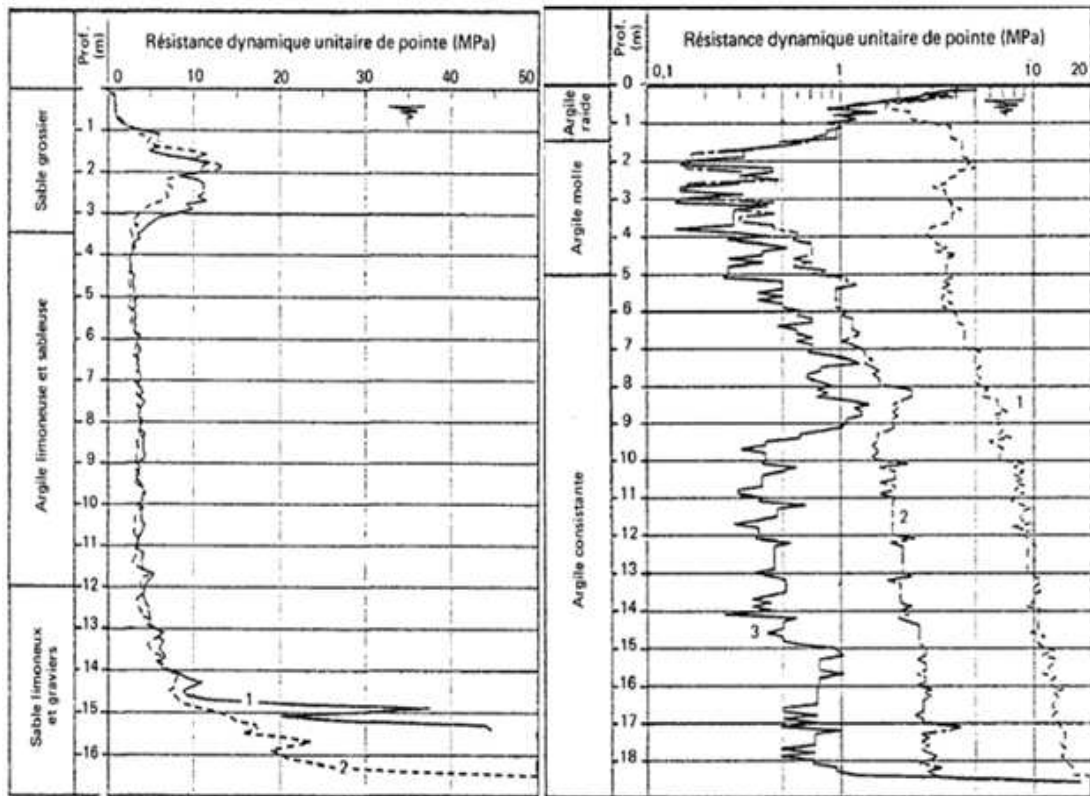 Prof. (m)
Résistance dynamique unitaire de pointe (MPa)
0 10 20 30 40 50
Sable grossier
Argile limoneuse et sableuse
Sable limoneux
et graviers
1
2
3
4
5
6
7
8
9
10
11
12
13
14
15
16
1
2
Prof. (m)
Résistance dynamique unitaire de pointe (MPa)
0
0,1 1 10 20
Argile
raide
Argile molle
Argile consistante
1
2
3
4
5
6
7
8
9
10
11
12
13
14
15
16
17
18
1
2
3